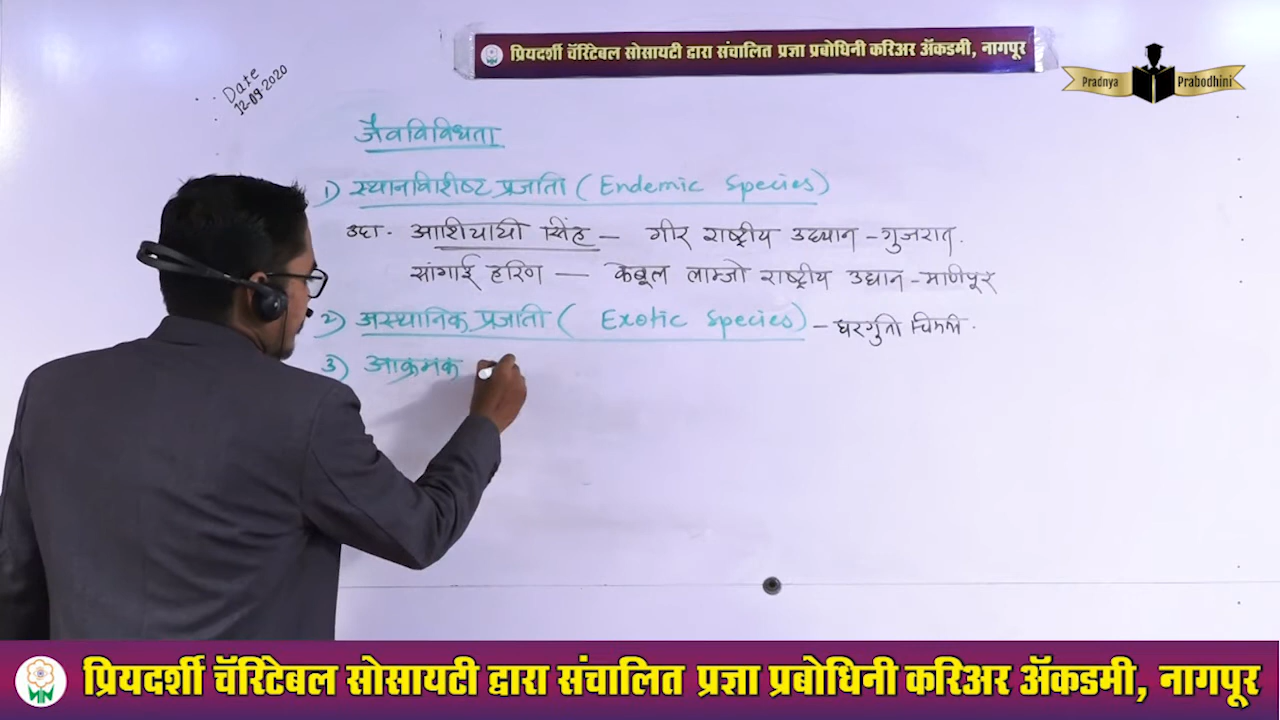 प्रियदर्शी चॅरिटेबल सोसायटी द्वारा संचालित प्रज्ञा प्रबोधिनी करिअर ॲकडमी, नागपूर
Pradnya Prabodhini
Date
12-09-2020
जैवविविधता
1) स्थानविशीष्ट प्रजाती (Endemic Species)
उदा. आशियायी सिंह – गीर राष्ट्रीय उद्यान - गुजरात.
सांगाई हरिण — केबूल लाम्जो राष्ट्रीय उद्यान - मणिपूर
2) अस्थानिक प्रजाती ( Exotic Species) – घरगुती चिमणी.
3) आक्रमक
प्रियदर्शी चॅरिटेबल सोसायटी द्वारा संचालित प्रज्ञा प्रबोधिनी करिअर ॲकडमी, नागपूर